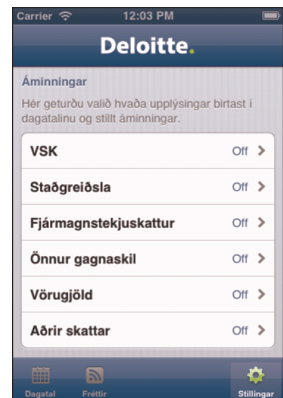 Carrier 12:03 PM
Deloitte.
Áminningar
Hér geturðu valið hvaða upplýsingar birtast í
dagatalinu og stillt áminningar.
VSK Off
Staðgreiðsla Off
Fjármagnstekjuskattur Off
Önnur gagnaskil Off
Vörugjöld Off
Aðrir skattar Off
Dagatal Fréttir Stillingar